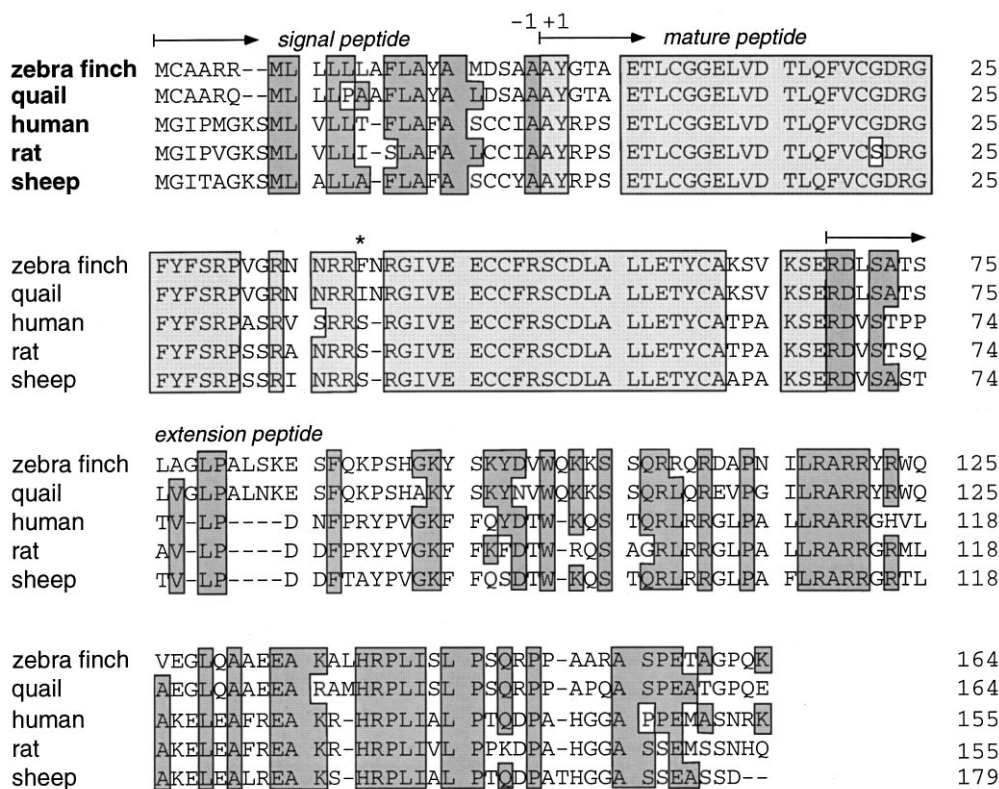 -1 +1
signal peptide mature peptide
zebra finch MCAARR--ML LLLLAFLAYA MDSAAAYGTA ETLCGGELVD TLQFVCGDRG 25
quail MCAARQ--ML LLLPAAFLAYA LDSAAAYGTA ETLCGGELVD TLQFVCGDRG 25
human MGIPMGKSML VLLT-FLAFA SCCIAAYRPS ETLCGGELVD TLQFVCGDRG 25
rat MGIPVGKSML VLLI-SLAFAL CCIAAYRPS ETLCGGELVD TLQFVCSDRG 25
sheep MGITAGKSML ALLA-FLAFA SCCYAAYRPS ETLCGGELVD TLQFVCGDRG 25
*
zebra finch FYFSRPVGRN NRRFNRGIVE ECCFRSCDLA LLETYCAKSV KSERDLSATS 75
quail FYFSRPVGRN NRRINRGIVE ECCFRSCDLA LLETYCAKSV KSERDLSATS 75
human FYFSRPASRV SRRS-RGIVE ECCFRSCDLA LLETYCATPA KSERDVSTPP 74
rat FYFSRPSSRA NRRS-RGIVE ECCFRSCDLA LLETYCATPA KSERDVSTSQ 74
sheep FYFSRPSSRI NRRS-RGIVE ECCFRSCDLA LLETYCAAPA KSERDVSAST 74
extension peptide
zebra finch LAGLPALSKE SFQKPSHGKY SKYDVWQKKS SQRRQRDAPN ILRARRYRWQ 125
quail LVGLPALNKE SFQKPSHAKY SKYNVWQKKS SQRLQREVPG ILRARRYRWQ 125
human TV-LP----D NFPRYPVGKF FQYDTW-KQS TQRLRRGLPA LLRARRGHVL 118
rat AV-LP----D DFPRYPVGKF FKFDTW-RQS AGRLRRGLPA LLRARRGRML 118
sheep TV-LP----D DFTAYPVGKF FQSDTW-KQS TQRLRRGLPA FLRARRGRTL 118
zebra finch VEGLQAAEEA KALHRPLISL PSQRPP-AARA SPETAGPQK 164
quail AEGLQAAEEA RAMHRPLISL PSQRPP-APQA SPEATGPQE 164
human AKELEAFREA KR-HRPLIAL PTQDPA-HGGA PPEMASNRK 155
rat AKELEAFREA KR-HRPLIVL PPKDPA-HGGA SSEMSSNHQ 155
sheep AKELEALREA KS-HRPLIAL PTQDPATHGGA SSEASSD-- 179